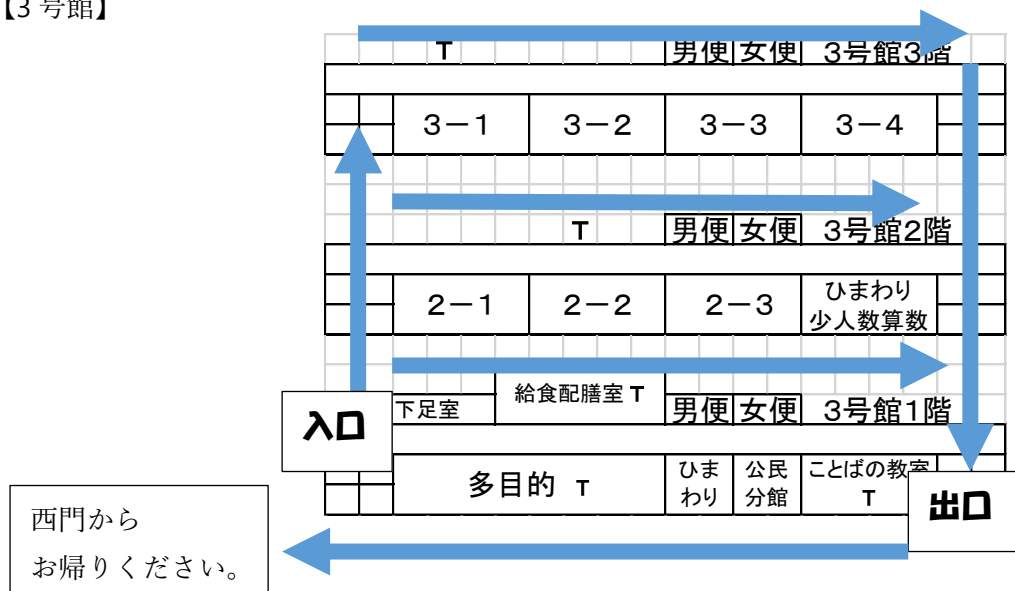 【3 号館】
T 男便 女便 3号館3階
3−1 3−2 3−3 3−4
T 男便 女便 3号館2階
2−1 2−2 2−3 ひまわり
少人数算数
給食配膳室 T
下足室 男便 女便 3号館1階
入口
多目的 T ひま
わり 公民
分館 ことばの教室
T
出口
西門から
お帰りください。